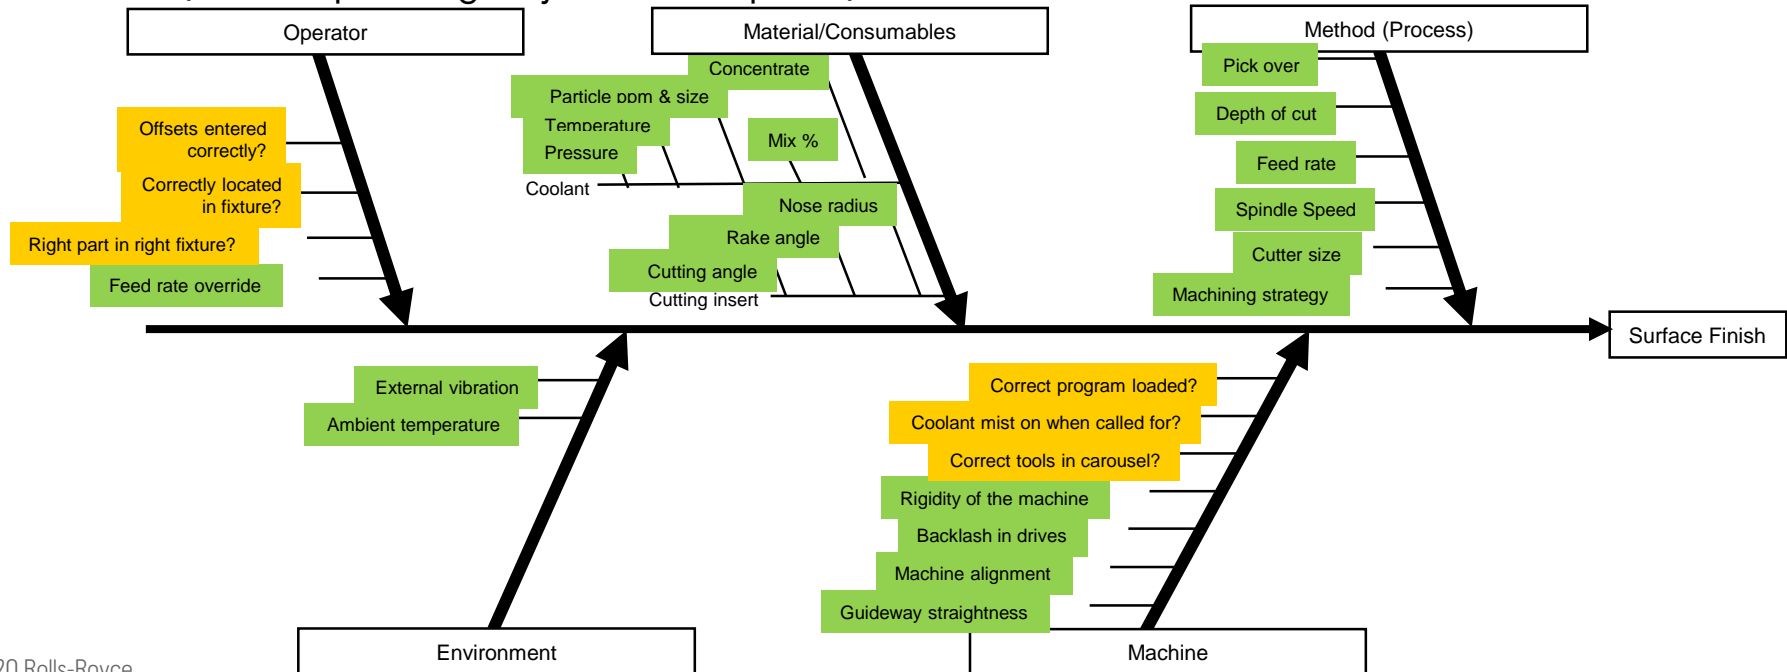 Operator
Material/Consumables
Method (Process)
Offsets entered
correctly?
Correctly located
in fixture?
Right part in right fixture?
Feed rate override
Concentrate
Particle ppm & size
Temperature
Mix %
Pressure
Coolant
Nose radius
Rake angle
Cutting angle
Cutting insert
Pick over
Depth of cut
Feed rate
Spindle Speed
Cutter size
Machining strategy
Surface Finish
External vibration
Ambient temperature
Correct program loaded?
Coolant mist on when called for?
Correct tools in carousel?
Rigidity of the machine
Backlash in drives
Machine alignment
Guideway straightness
Environment
Machine
20 Rolls-Royce